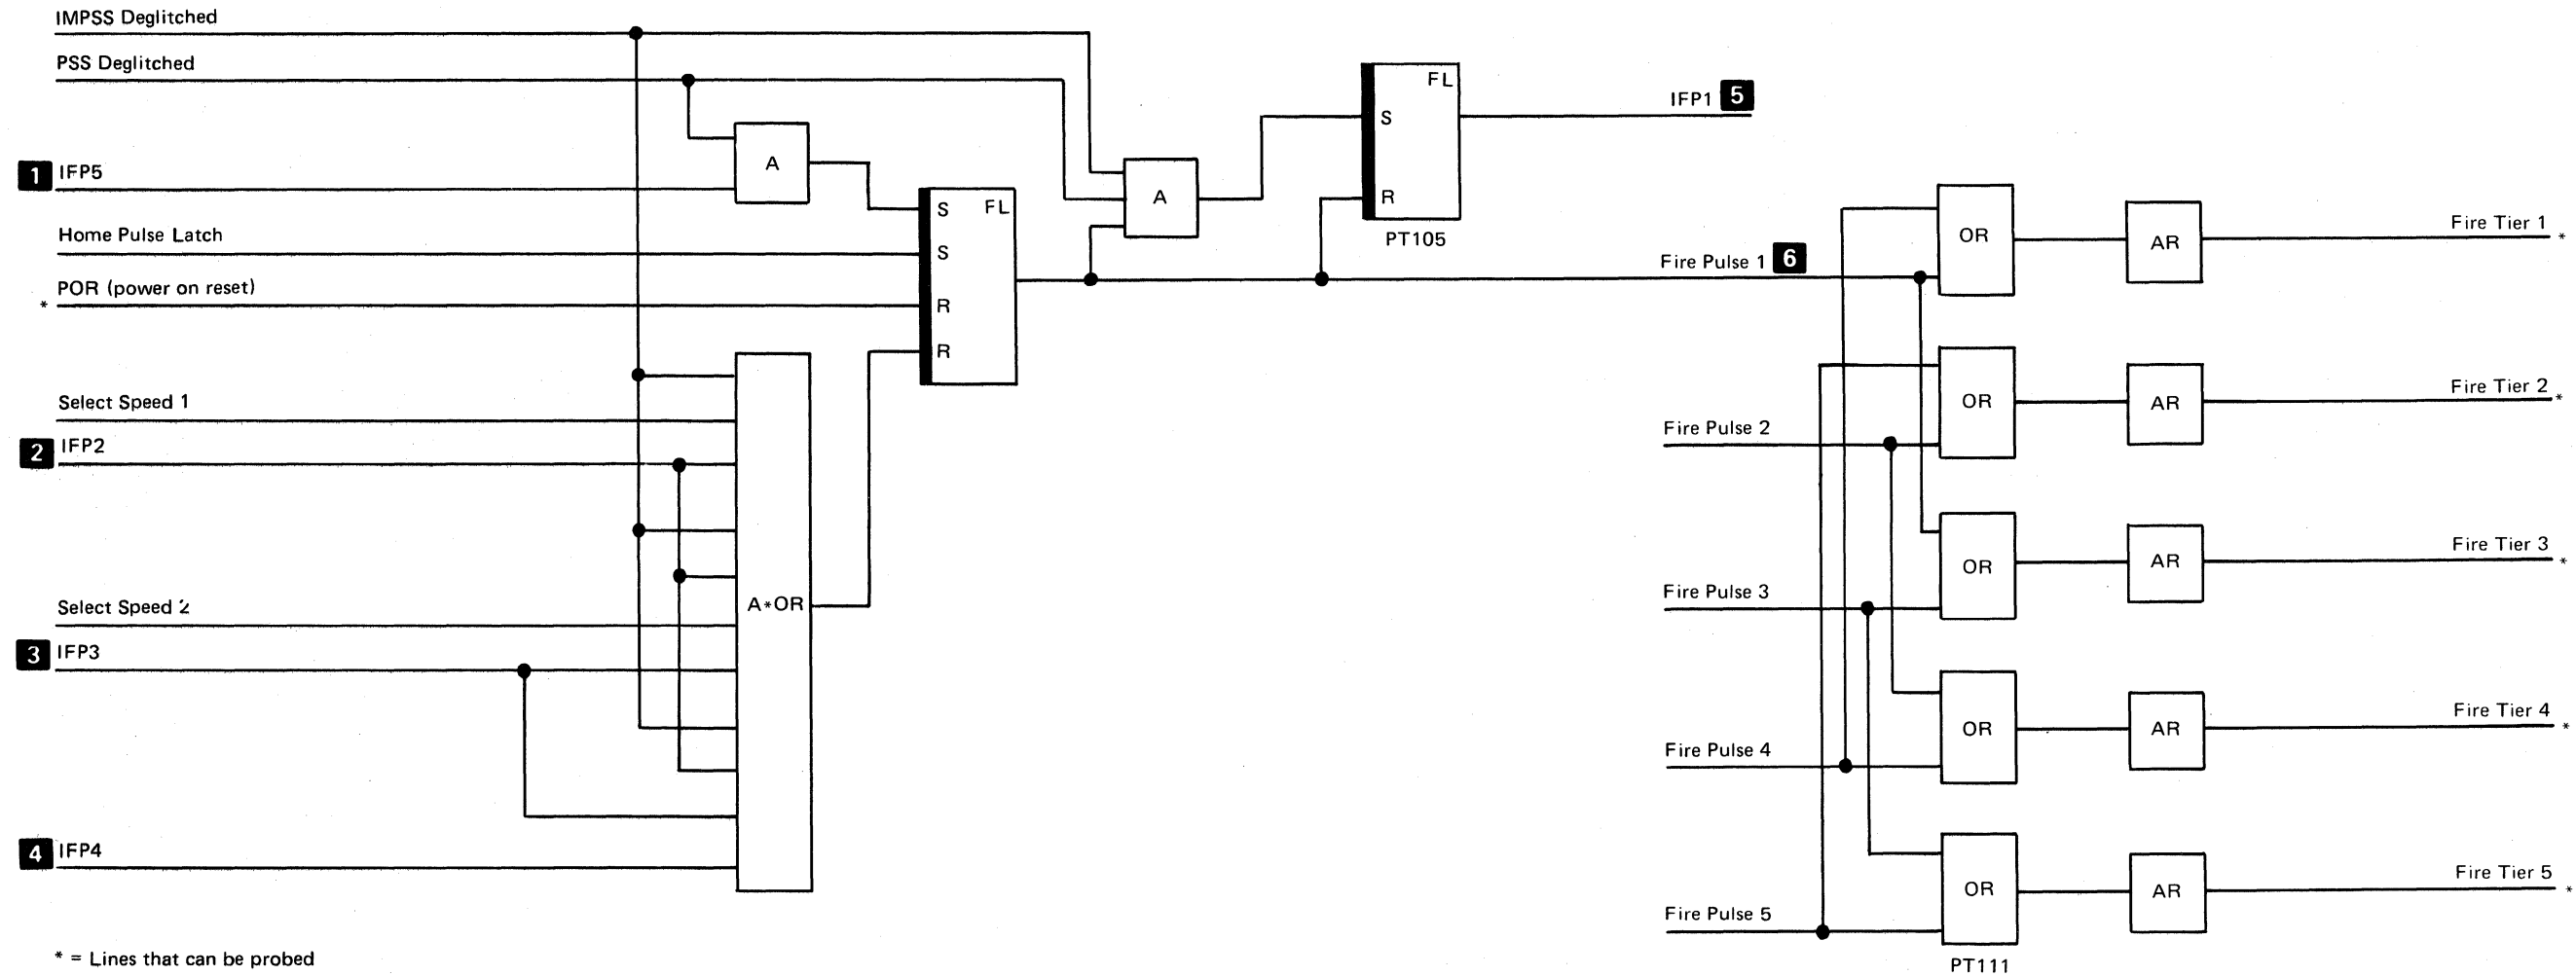 IMPSS Deglitched
PSS Deglitched
1 IFP5
Home Pulse Latch
* POR (power on reset)
Select Speed 1
2 IFP2
Select Speed 2
3 IFP3
4 IFP4
* = Lines that can be probed
A
S FL
S
R
R
A*OR
A
FL
S
R
PT105
IFP1 5
Fire Pulse 1 6
Fire Pulse 2
Fire Pulse 3
Fire Pulse 4
Fire Pulse 5
OR AR Fire Tier 1 *
OR AR Fire Tier 2 *
OR AR Fire Tier 3 *
OR AR Fire Tier 4 *
OR AR Fire Tier 5 *
PT111